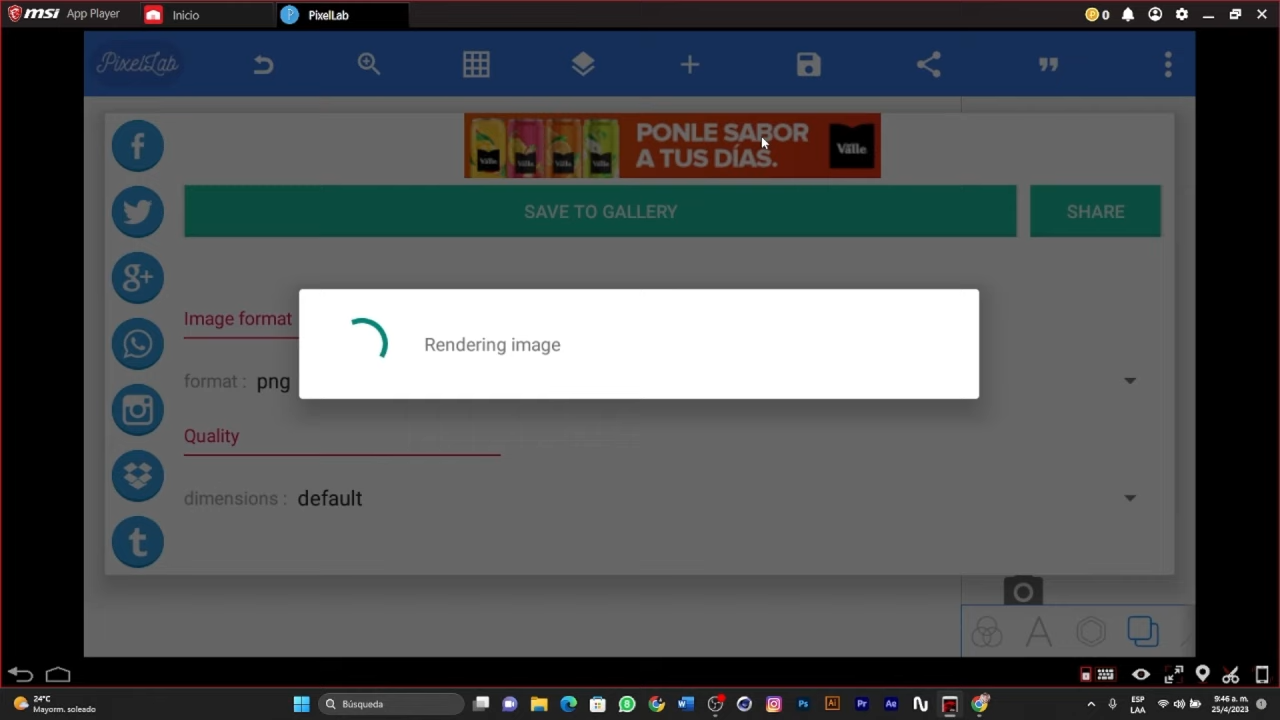 msi App Player
Inicio
PixelLab
0
PixelLab
PONLE SABOR
A TUS DÍAS.
Valle
SAVE TO GALLERY
SHARE
Image format
Rendering image
format : png
Quality
dimensions : default
24°C
Mayorm. soleado
Búsqueda
ESP
LAA
9:46 a. m.
25/4/2023